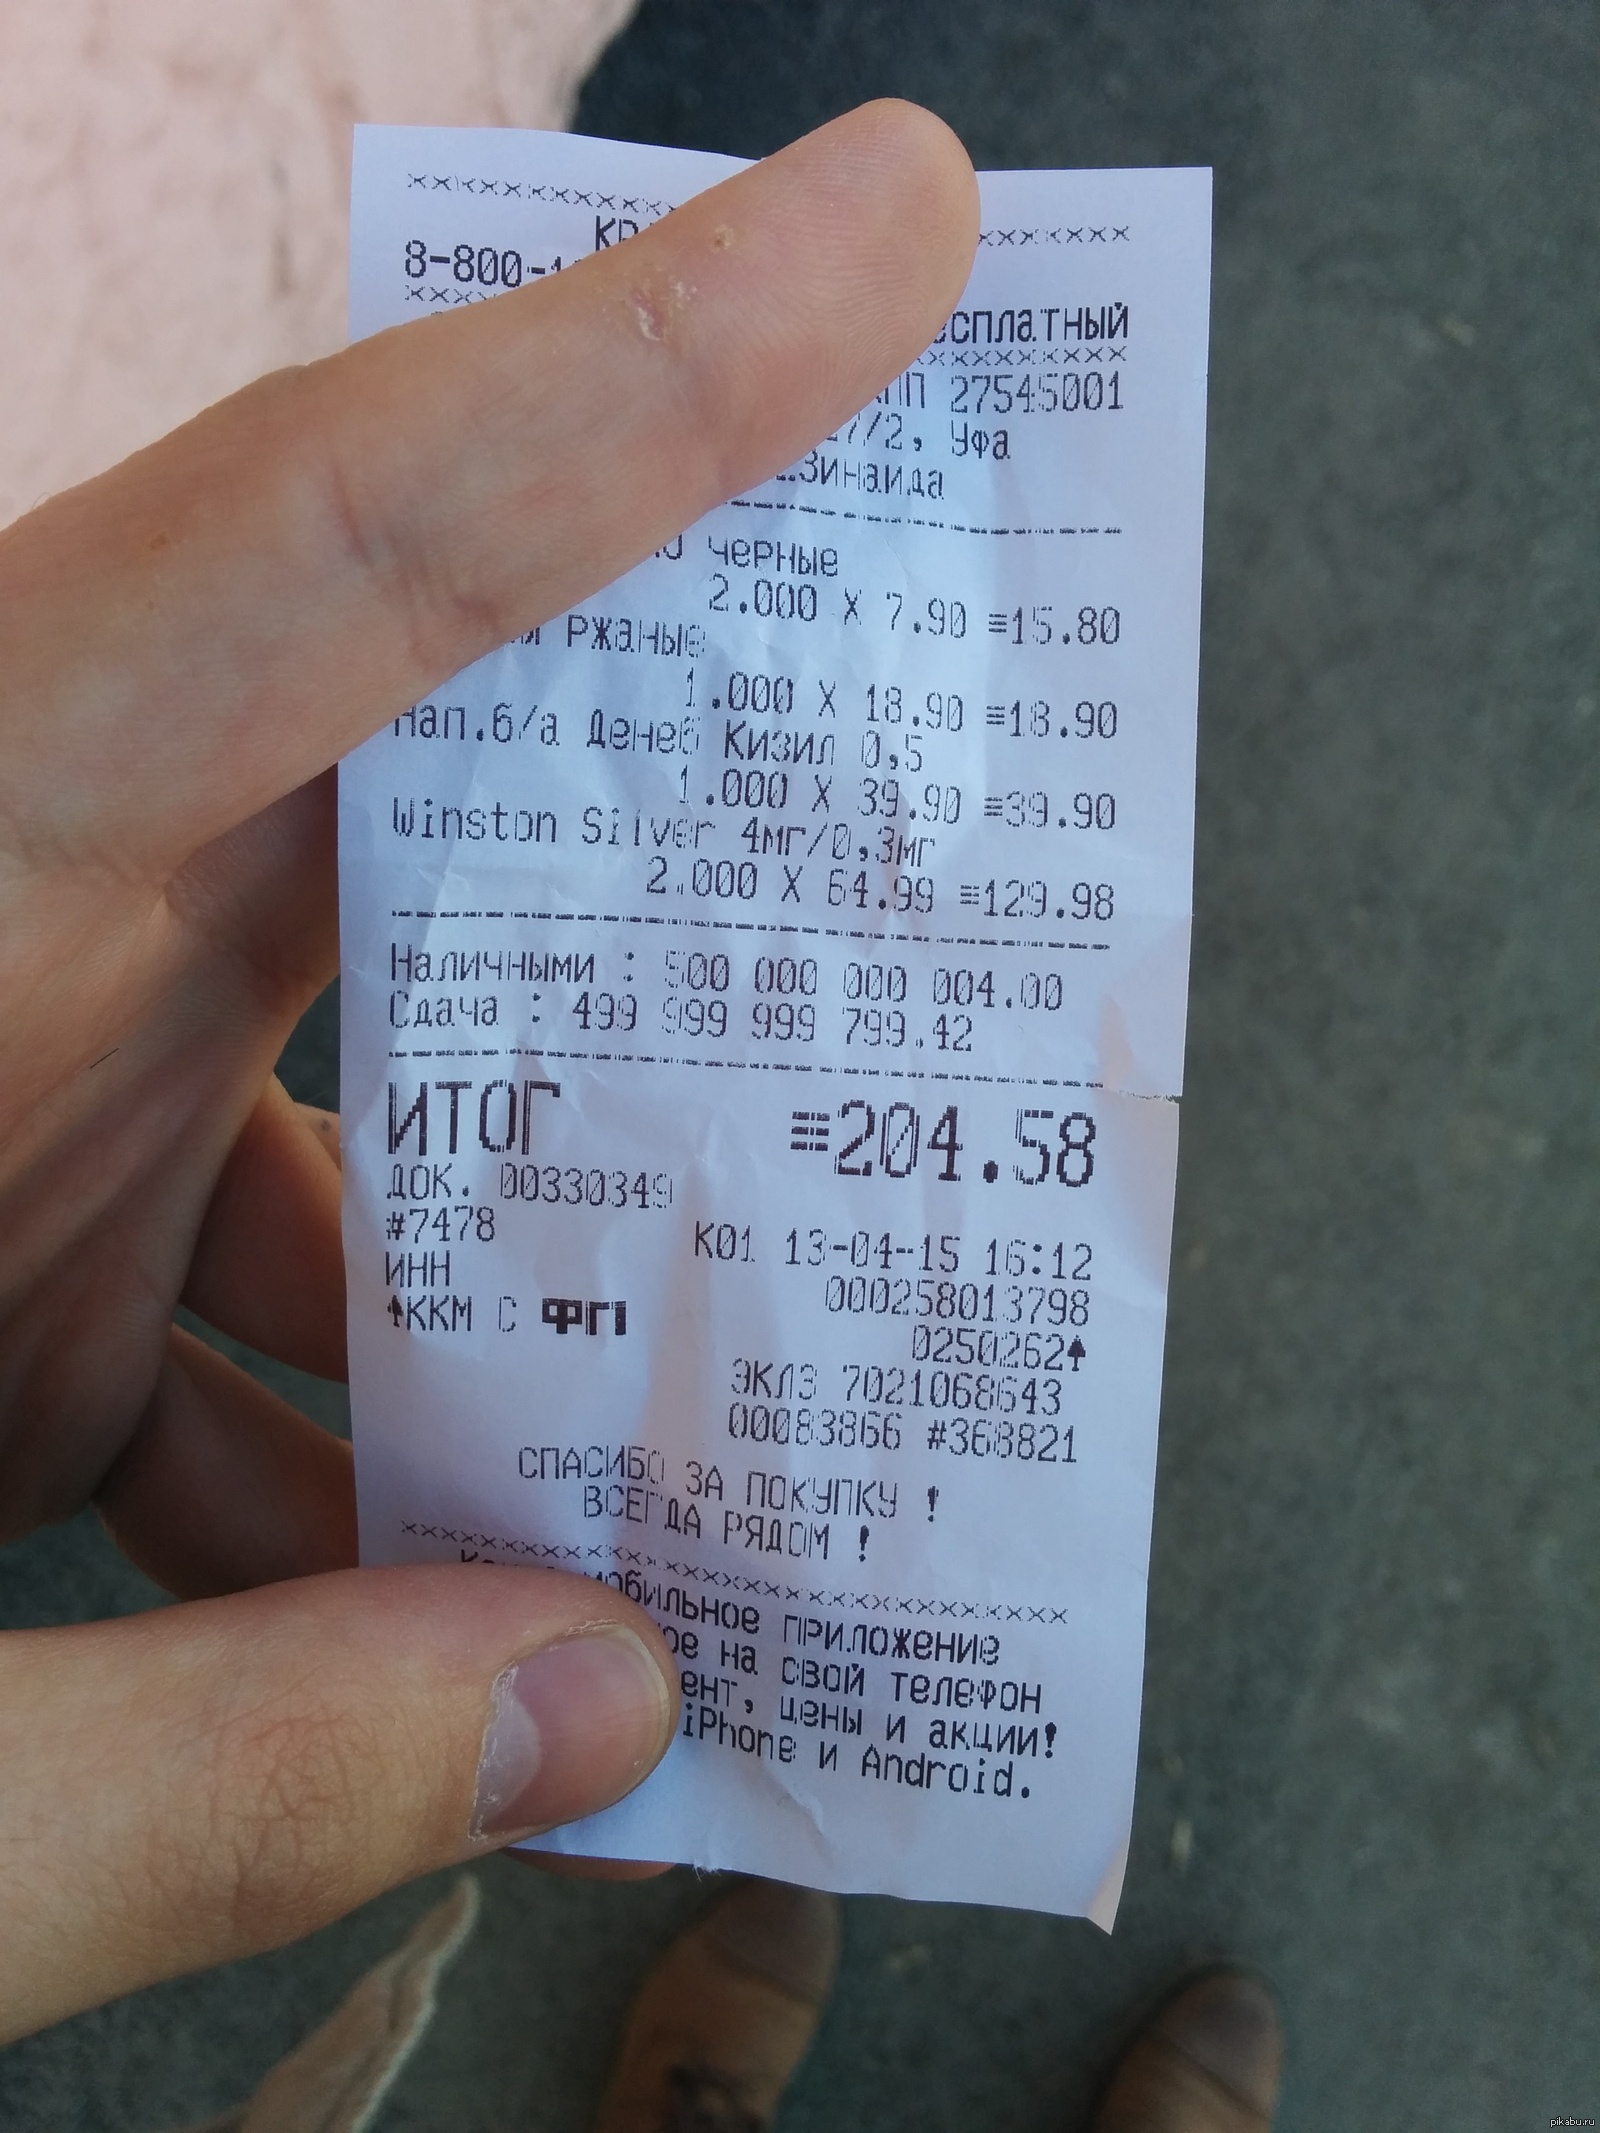 8-800-
есплатный
27545001
27/2, Уфа
Зинаида
черные
2.000 X 7.90 ≡15.80
ржаные
1.000 X 18.90 ≡18.90
Нап.б/а Денеб Кизил 0,5
1.000 X 39.90 ≡39.90
Winston Silver 4мг/0,3мг
2.000 X 64.99 ≡129.98
Наличными : 500 000 000 004.00
Сдача : 499 999 999 799.42
ИТОГ ≡204.58
ДОК. 00330349
#7478 К01 13-04-15 16:12
ИНН 000258013798
ККМ С ФП 0250262
ЭКЛЗ 7021068643
00083866 #368821
СПАСИБО ЗА ПОКУПКУ !
ВСЕГДА РЯДОМ !
мобильное приложение
на свой телефон
ент, цены и акции!
iPhone и Android.
pikabu.ru